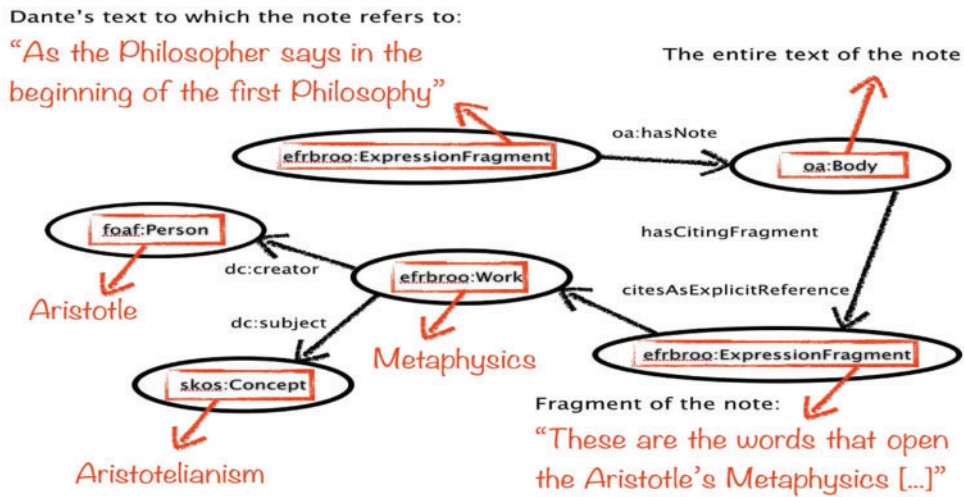 Dante's text to which the note refers to:
“As the Philosopher says in the
beginning of the first Philosophy”
The entire text of the note
oa:hasNote
efrbroo:ExpressionFragment
oa:Body
foaf:Person
hasCitingFragment
dc:creator
efrbroo:Work
citesAsExplicitReference
Aristotle
dc:subject
Metaphysics
efrbroo:ExpressionFragment
skos:Concept
Fragment of the note:
“These are the words that open
the Aristotle's Metaphysics [...]”
Aristotelianism